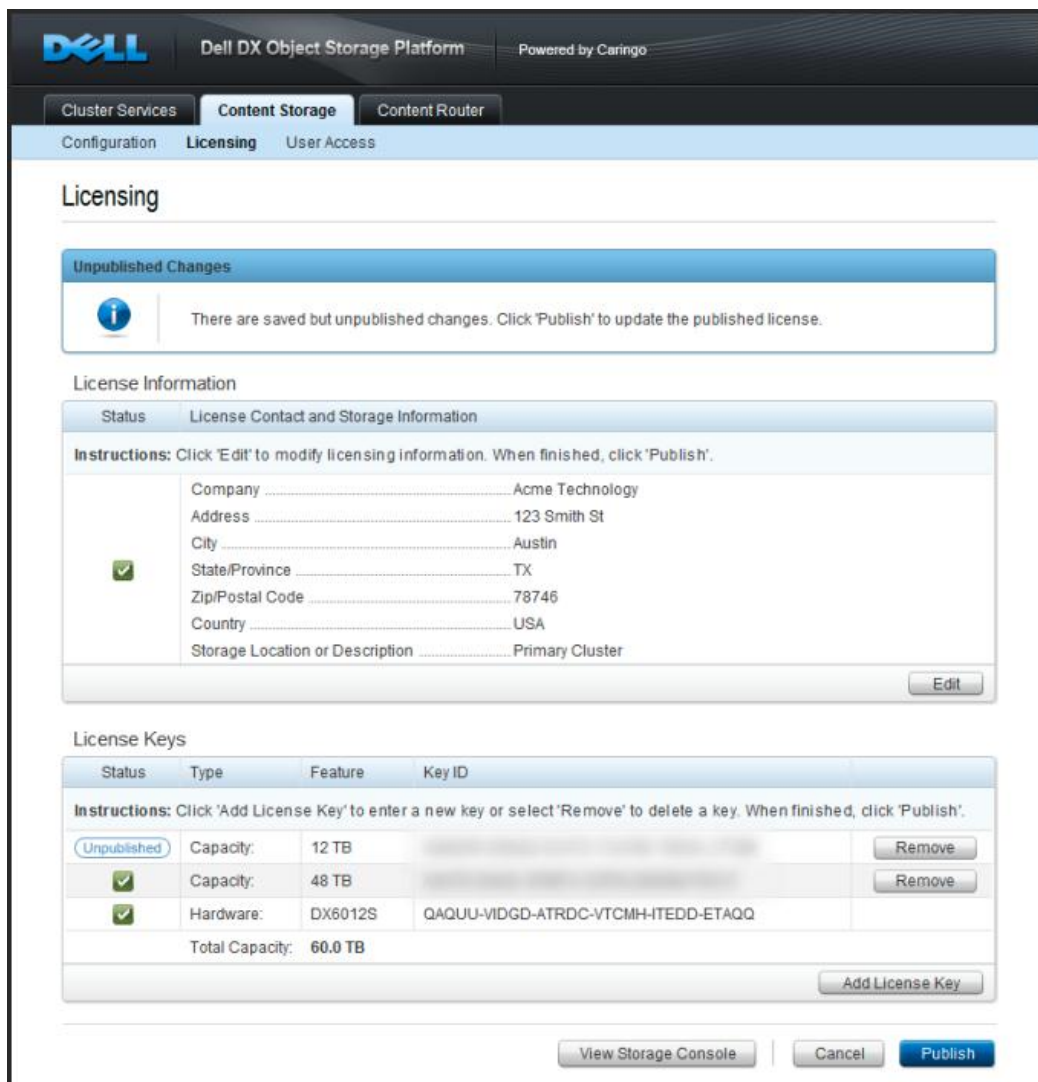 DELL Dell DX Object Storage Platform Powered by Caringo
Cluster Services Content Storage Content Router
Configuration Licensing User Access
Licensing
Unpublished Changes
There are saved but unpublished changes. Click 'Publish' to update the published license.
License Information
Status License Contact and Storage Information
Instructions: Click 'Edit' to modify licensing information. When finished, click 'Publish'.
Company Acme Technology
Address 123 Smith St
City Austin
State/Province TX
Zip/Postal Code 78746
Country USA
Storage Location or Description Primary Cluster
Edit
License Keys
Status Type Feature Key ID
Instructions: Click 'Add License Key' to enter a new key or select 'Remove' to delete a key. When finished, click 'Publish'.
Unpublished Capacity: 12 TB Remove
Capacity: 48 TB Remove
Hardware: DX6012S QAQUU-VIDGD-ATRDC-VTCMH-ITEDD-ETAQQ
Total Capacity: 60.0 TB
Add License Key
View Storage Console Cancel Publish